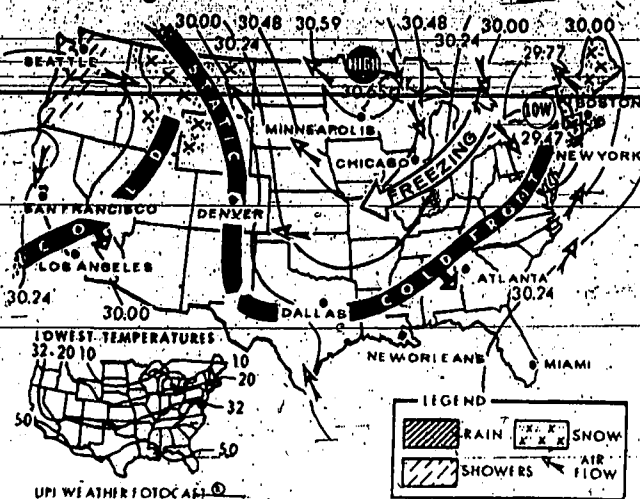 30.00 30.48 30.59 30.48 30.00 30.00
30.24 30.24 29.77
SEATTLE
HIGH
30.65
LOW
BOSTON
29.47
STATIC
MINNEAPOLIS
CHICAGO
NEW YORK
FREEZING
COLD
SAN FRANCISCO
DENVER
LOS ANGELES
COLD FRONT
ATLANTA
30.24
30.00
30.24
DALLAS
NEW ORLEANS
MIAMI
LOWEST TEMPERATURES
32 20 10
10
20
32
50
50
LEGEND
RAIN
SNOW
SHOWERS
AIR FLOW
UPI WEATHER FOTOCAST